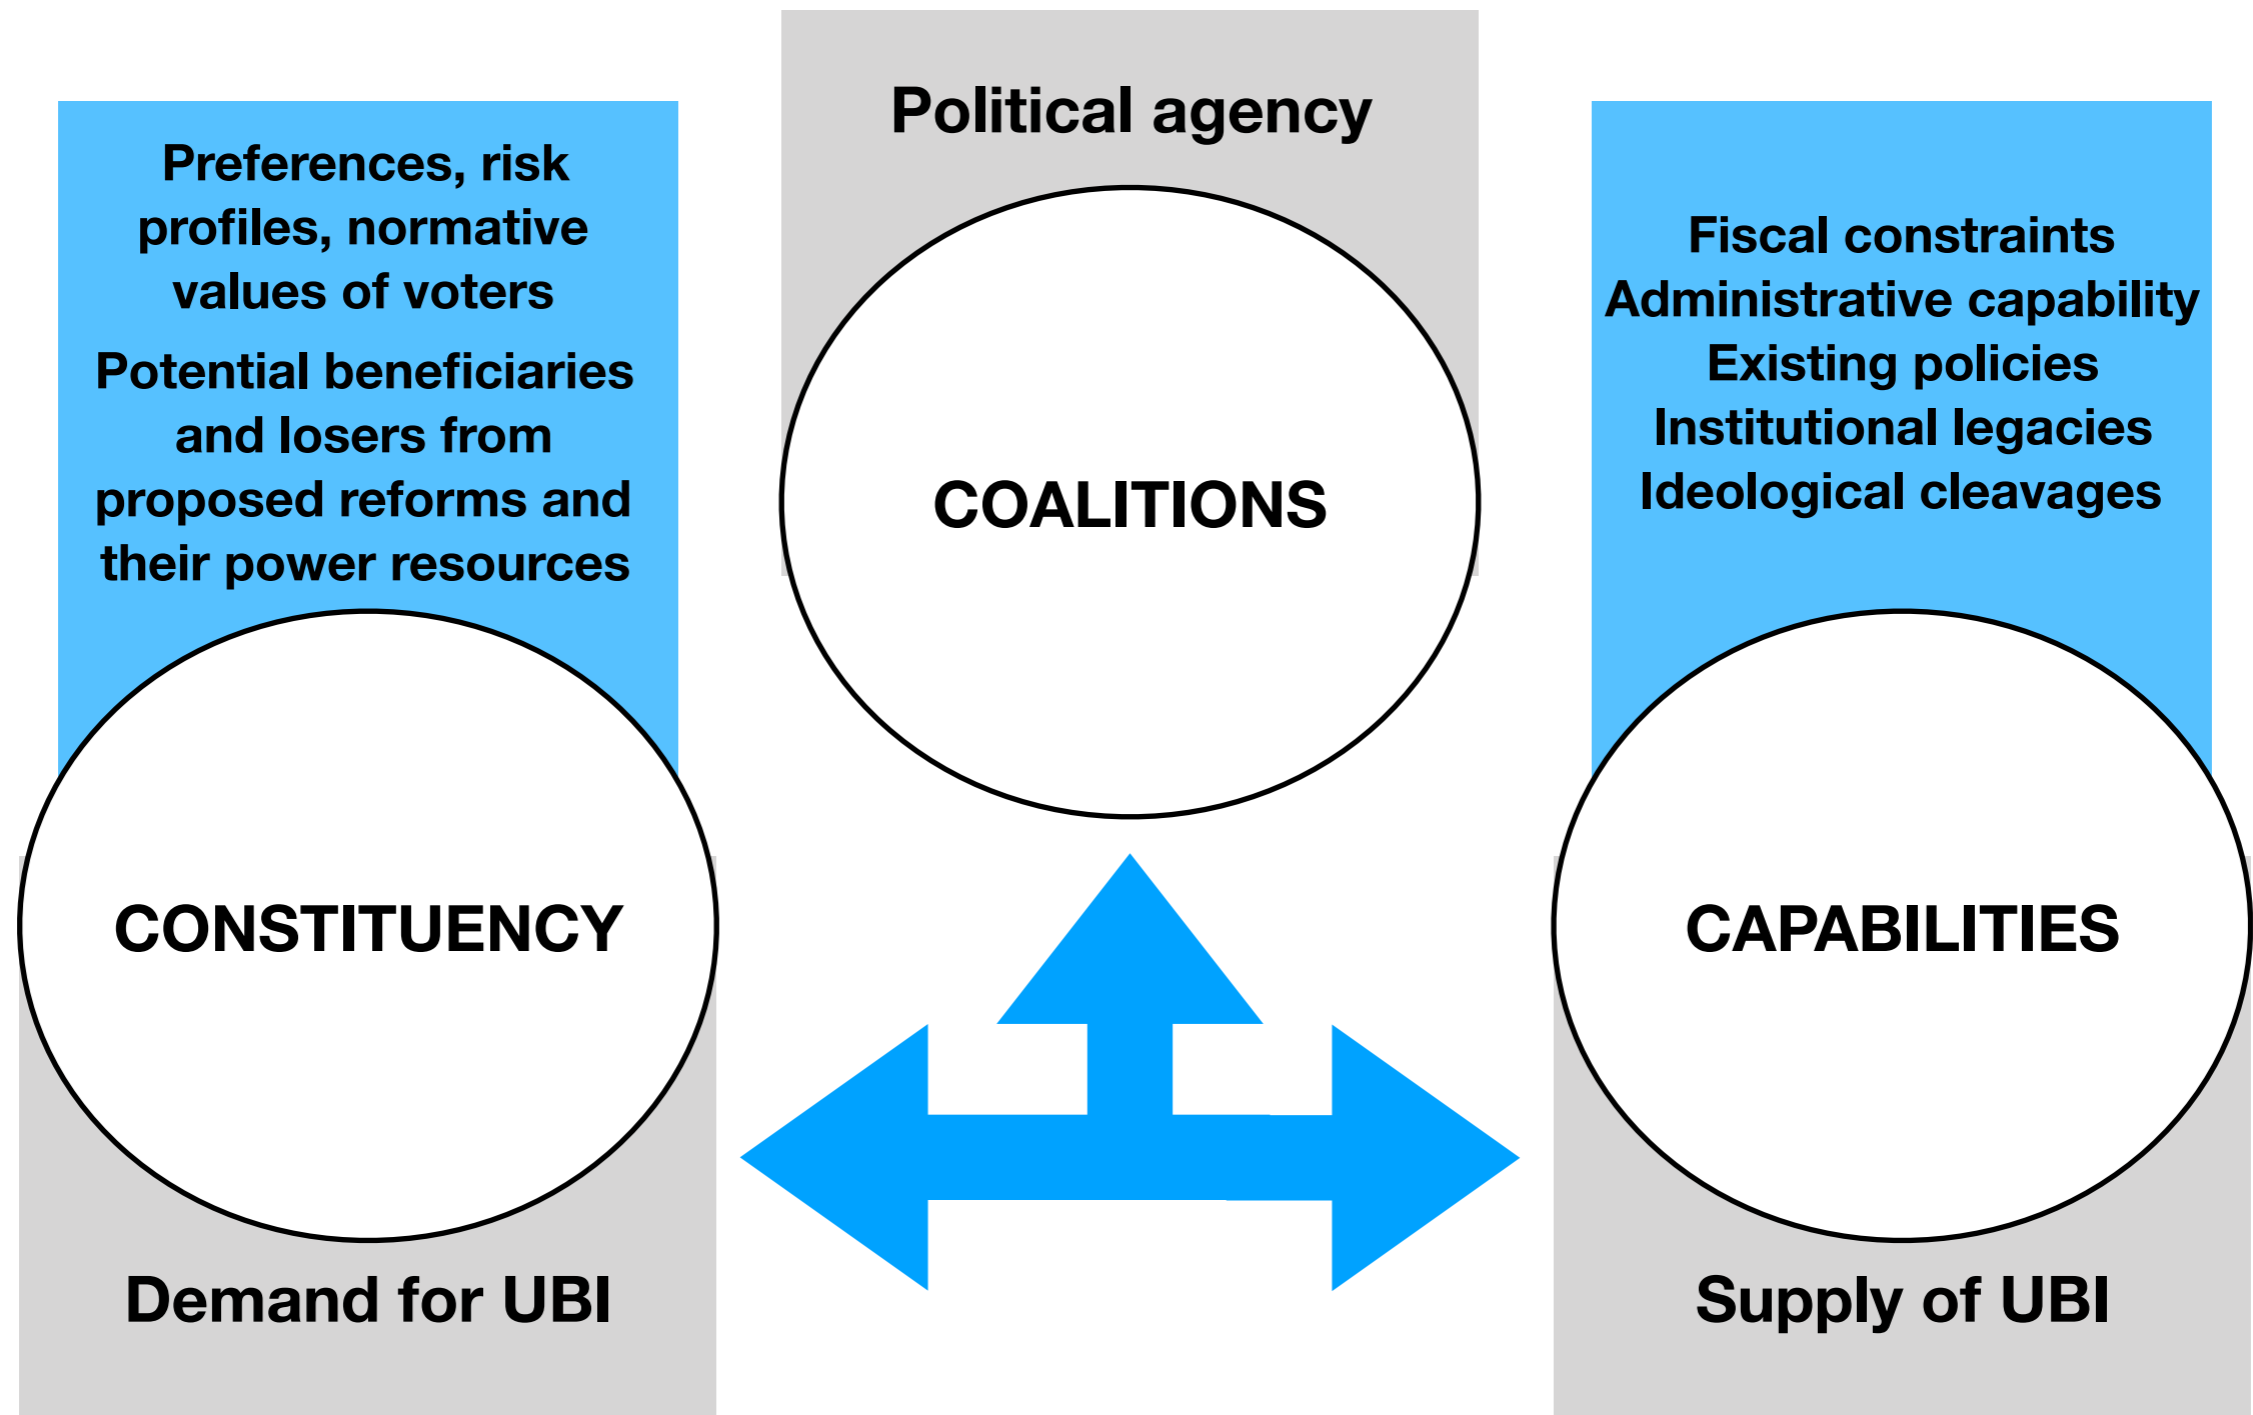 Political agency
COALITIONS
Preferences, risk
profiles, normative
values of voters
Potential beneficiaries
and losers from
proposed reforms and
their power resources
CONSTITUENCY
Demand for UBI
Fiscal constraints
Administrative capability
Existing policies
Institutional legacies
Ideological cleavages
CAPABILITIES
Supply of UBI